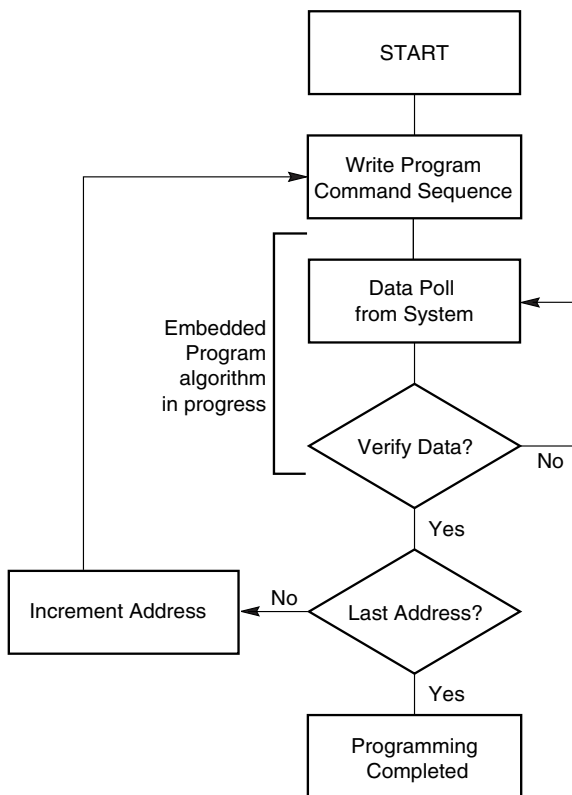 START
Write Program
Command Sequence
Data Poll
from System
Embedded
Program
algorithm
in progress
Verify Data?
No
Yes
Increment Address
No
Last Address?
Yes
Programming
Completed